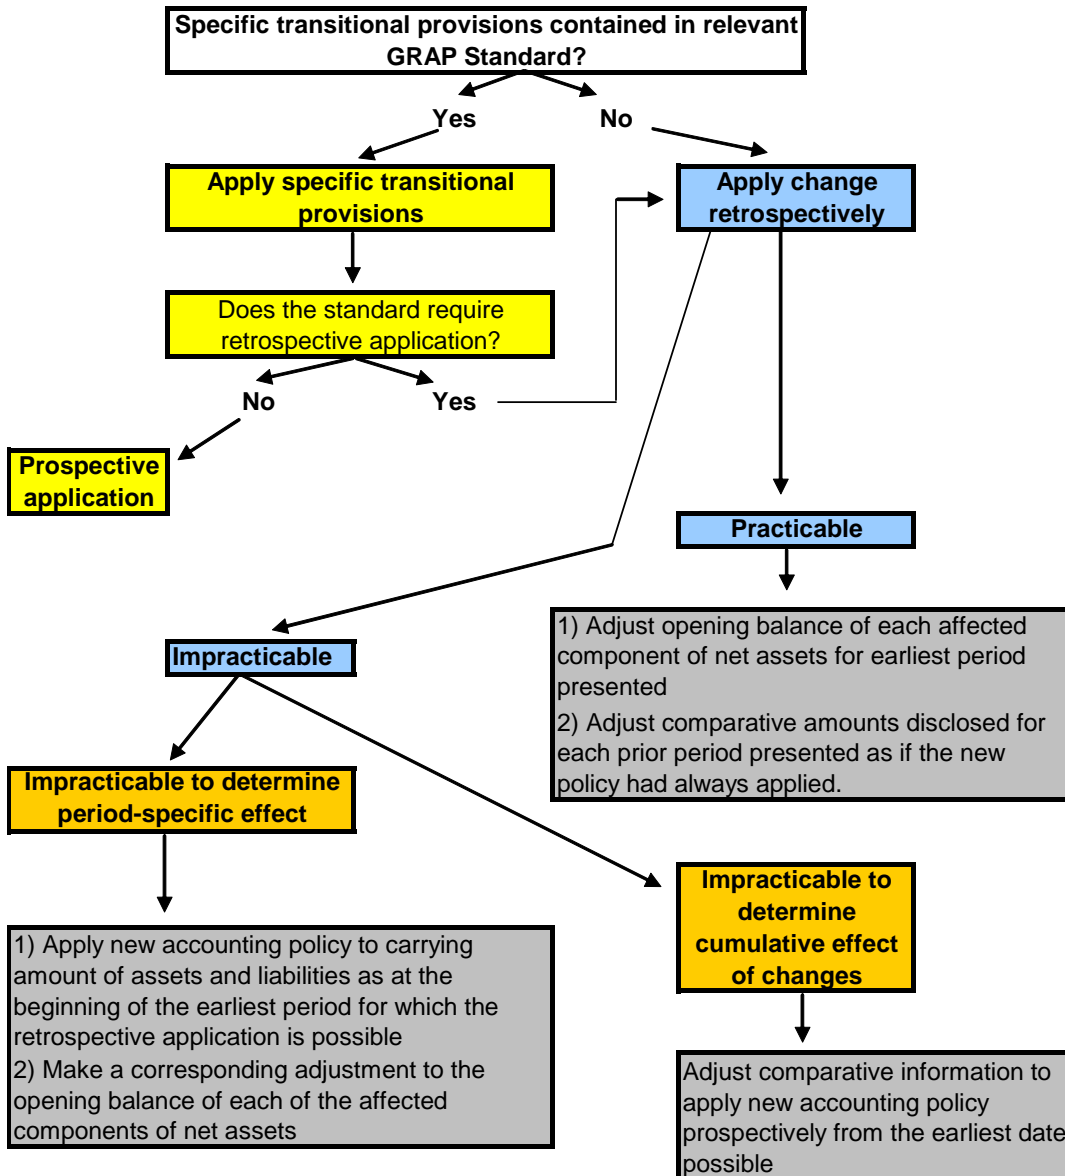 Specific transitional provisions contained in relevant
GRAP Standard?
Yes
No
Apply specific transitional
provisions
Apply change
retrospectively
Does the standard require
retrospective application?
No
Yes
Prospective
application
Practicable
1) Adjust opening balance of each affected
component of net assets for earliest period
presented
2) Adjust comparative amounts disclosed for
each prior period presented as if the new
policy had always applied.
Impracticable
Impracticable to determine
period-specific effect
Impracticable to
determine
cumulative effect
of changes
1) Apply new accounting policy to carrying
amount of assets and liabilities as at the
beginning of the earliest period for which the
retrospective application is possible
2) Make a corresponding adjustment to the
opening balance of each of the affected
components of net assets
Adjust comparative information to
apply new accounting policy
prospectively from the earliest date
possible